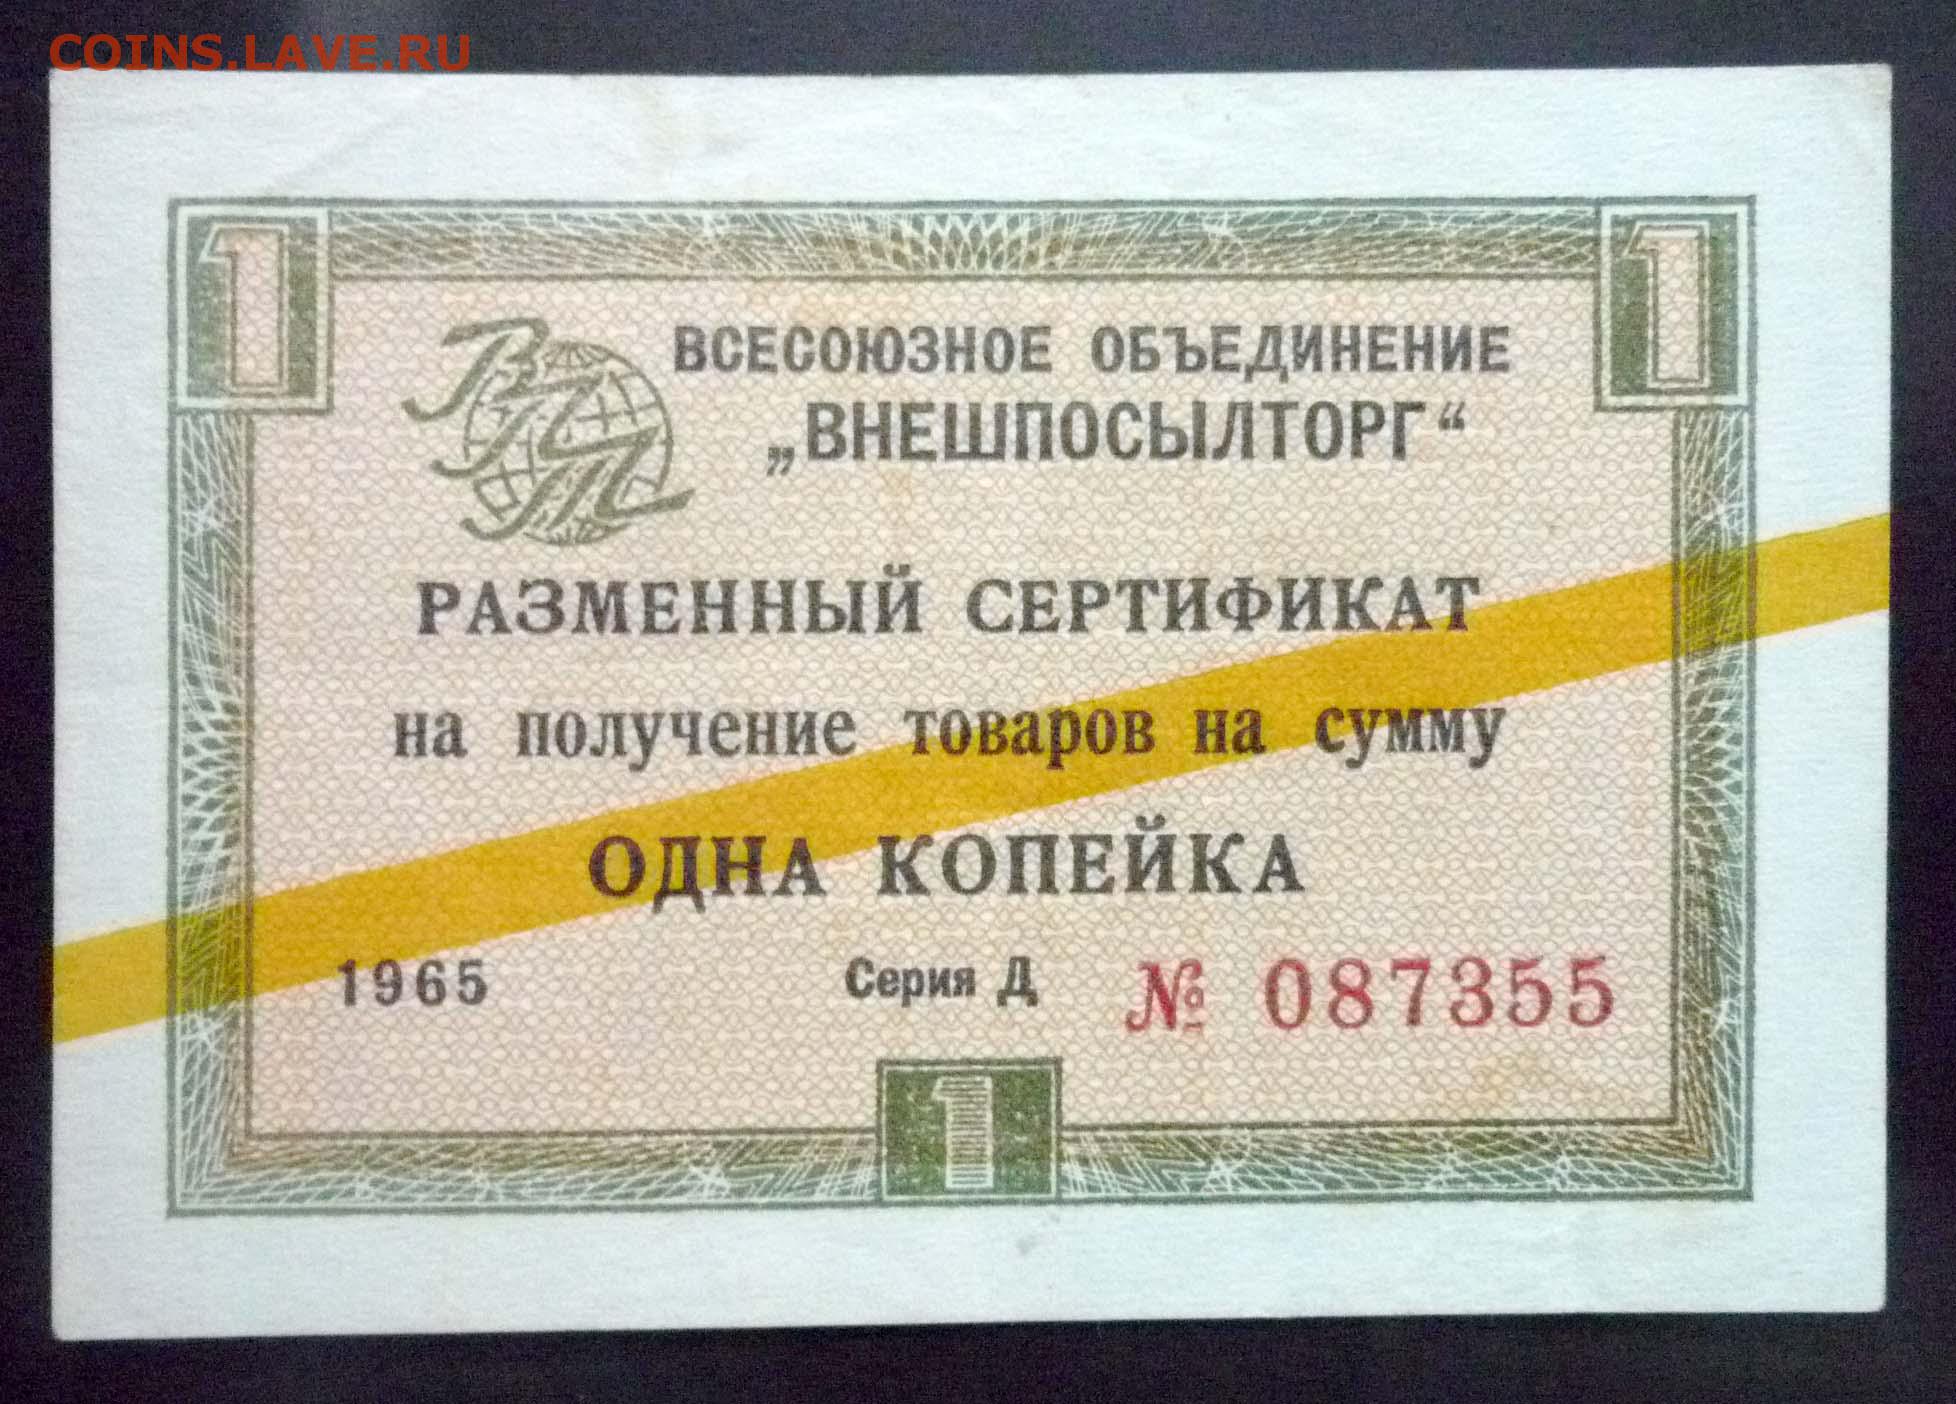 COINS.LAVE.RU
1 1
ВПТ
ВСЕСОЮЗНОЕ ОБЪЕДИНЕНИЕ
„ВНЕШПОСЫЛТОРГ“
РАЗМЕННЫЙ СЕРТИФИКАТ
на получение товаров на сумму
ОДНА КОПЕЙКА
1965 Серия Д № 087355
1